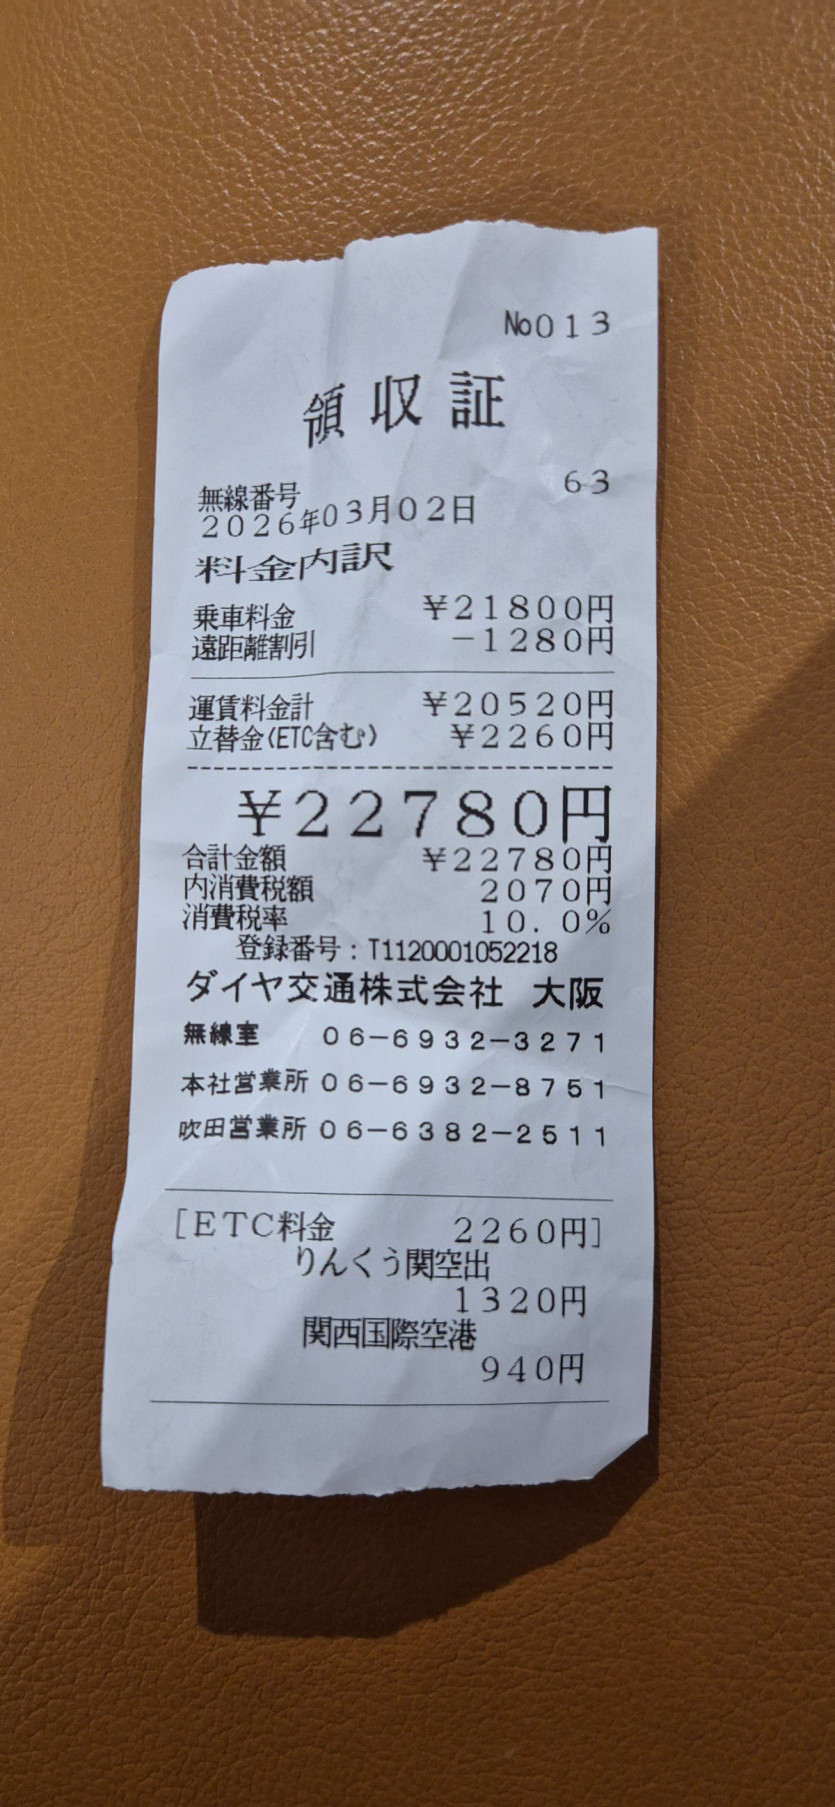 №013
領収証
無線番号 63
2026年03月02日
料金内訳
乗車料金 ¥21800円
遠距離割引 -1280円
運賃料金計 ¥20520円
立替金(ETC含む) ¥2260円
¥22780円
合計金額 ¥22780円
内消費税額 2070円
消費税率 10.0%
登録番号:T1120001052218
ダイヤ交通株式会社 大阪
無線室 06-6932-3271
本社営業所 06-6932-8751
吹田営業所 06-6382-2511
[ETC料金 2260円]
りんくう関空出
1320円
関西国際空港
940円